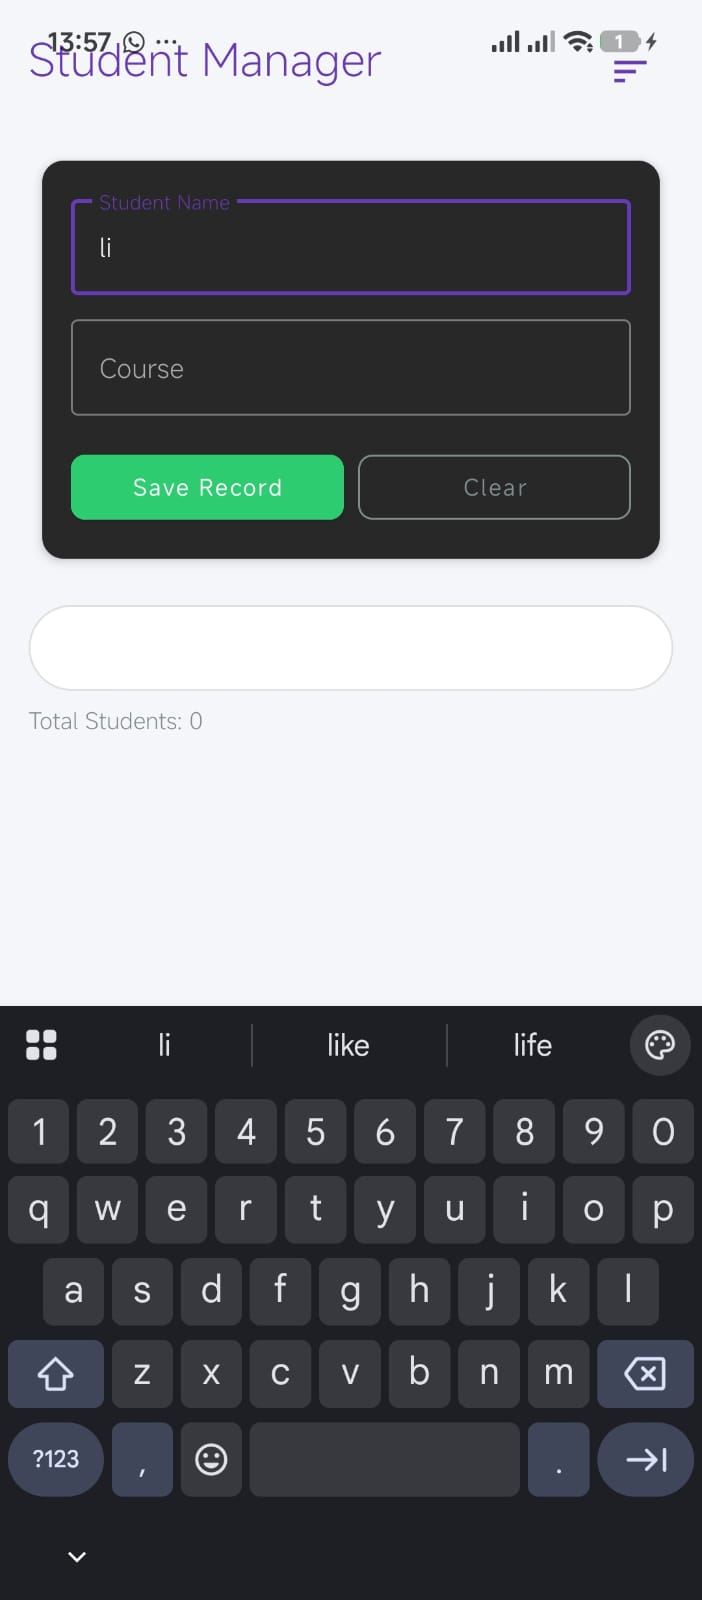 13:57 ...
1
Student Manager
Student Name
li
Course
Save Record Clear
Total Students: 0
li like life
1 2 3 4 5 6 7 8 9 0
q w e r t y u i o p
a s d f g h j k l
z x c v b n m
?123 , .